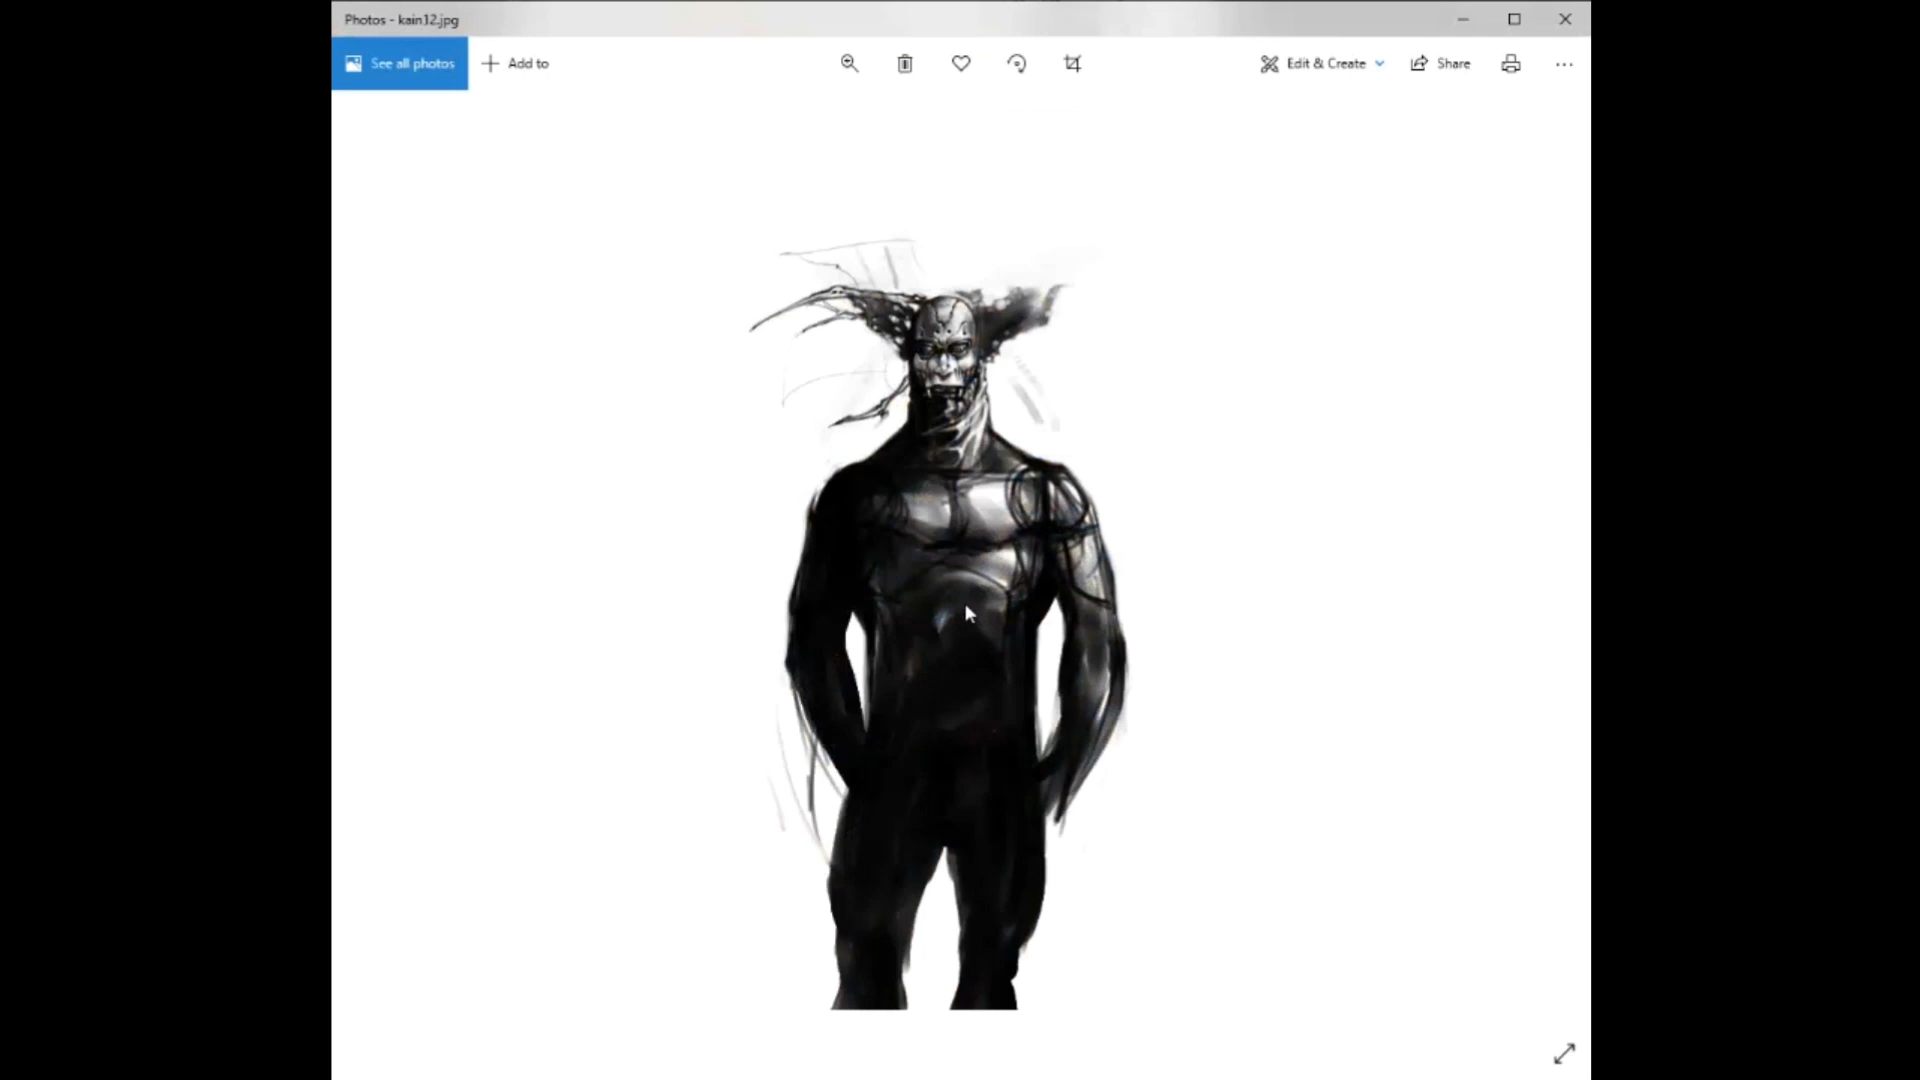 Photos - kain12.jpg
See all photos
Add to
Edit & Create
Share